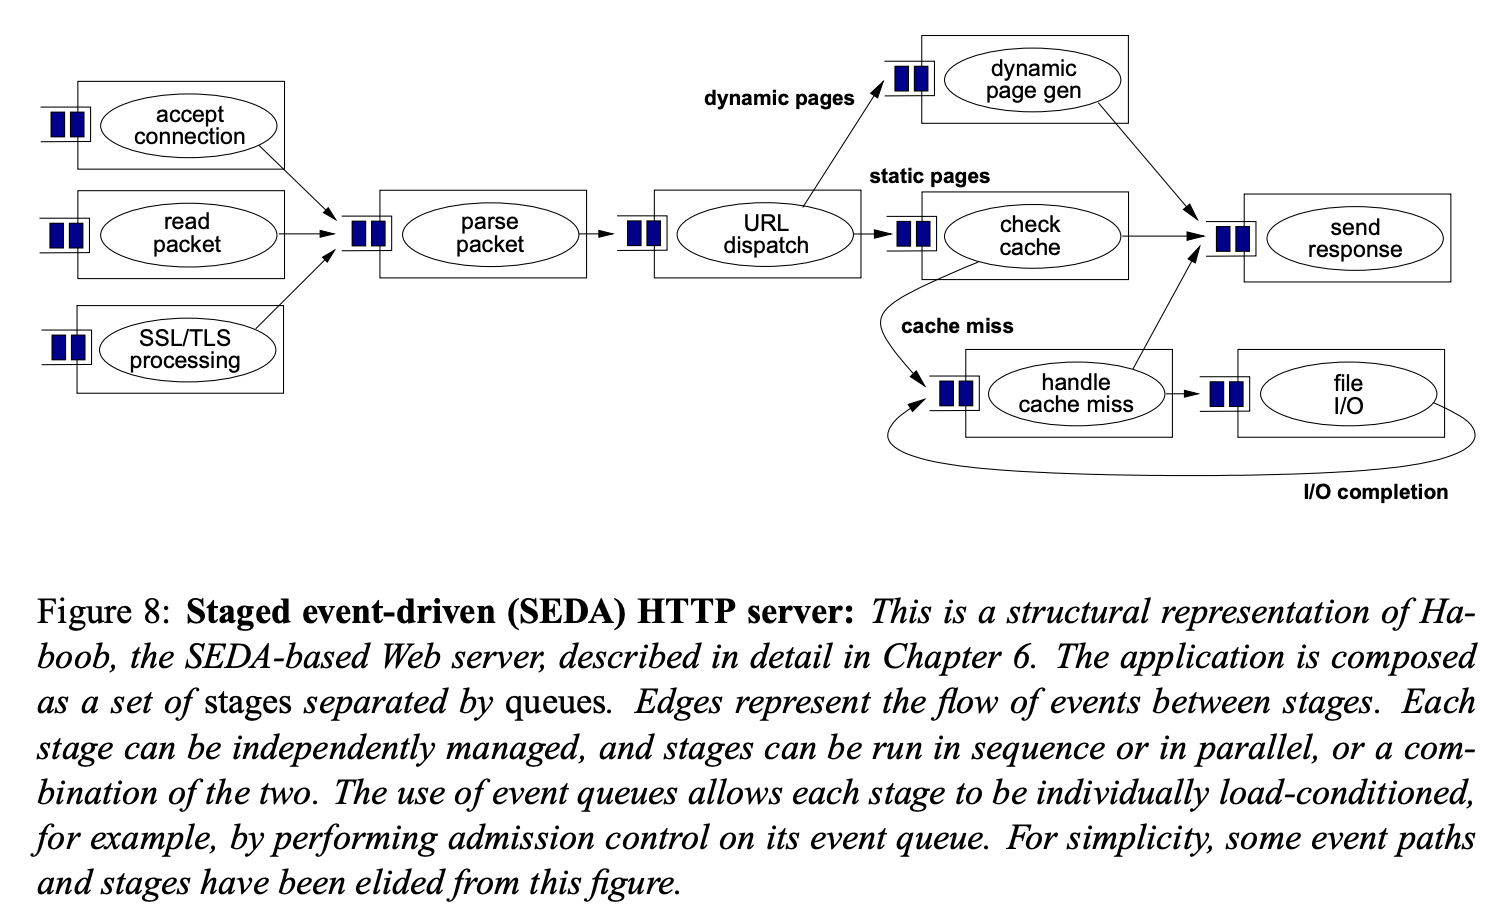 accept
connection
read
packet
SSL/TLS
processing
parse
packet
URL
dispatch
dynamic pages
dynamic
page gen
static pages
check
cache
cache miss
handle
cache miss
send
response
file
I/O
I/O completion
Figure 8: Staged event-driven (SEDA) HTTP server: This is a structural representation of Ha-
boob, the SEDA-based Web server, described in detail in Chapter 6. The application is composed
as a set of stages separated by queues. Edges represent the flow of events between stages. Each
stage can be independently managed, and stages can be run in sequence or in parallel, or a com-
bination of the two. The use of event queues allows each stage to be individually load-conditioned,
for example, by performing admission control on its event queue. For simplicity, some event paths
and stages have been elided from this figure.